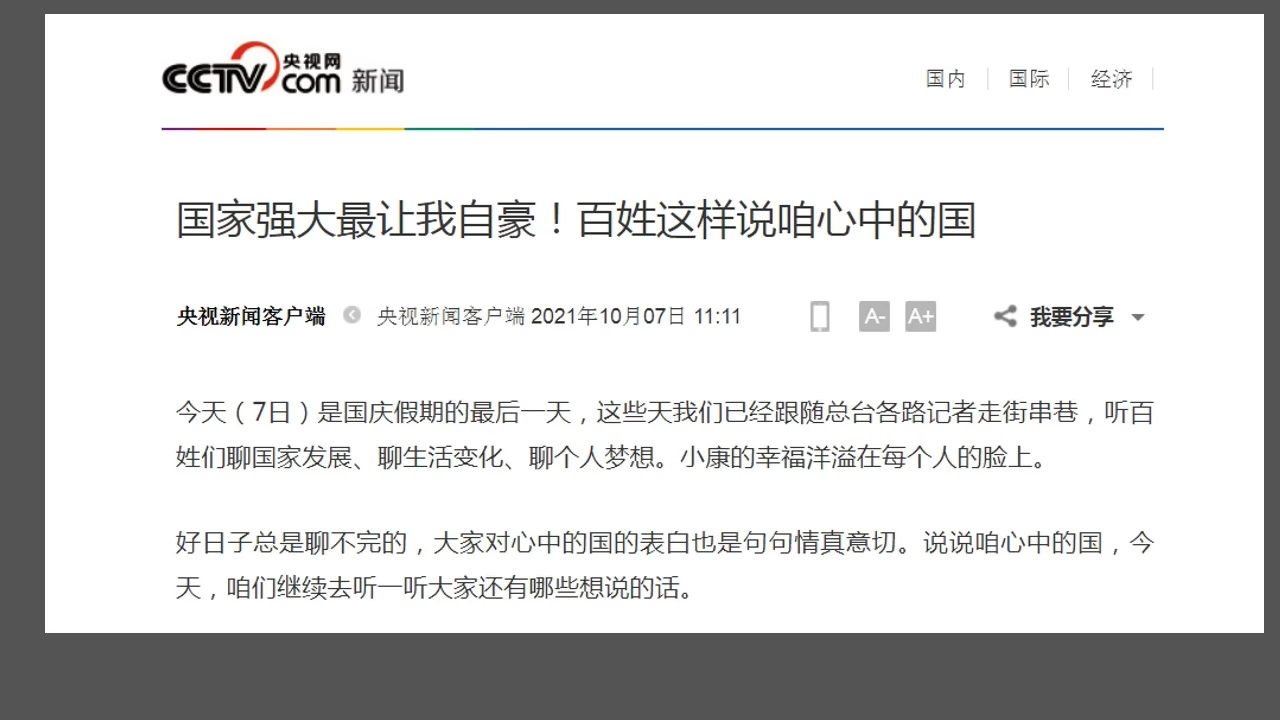 CCTV.com 央视网 新闻
国内 国际 经济
国家强大最让我自豪！百姓这样说咱心中的国
央视新闻客户端 央视新闻客户端 2021年10月07日 11:11 A- A+ 我要分享
今天（7日）是国庆假期的最后一天，这些天我们已经跟随总台各路记者走街串巷，听百
姓们聊国家发展、聊生活变化、聊个人梦想。小康的幸福洋溢在每个人的脸上。
好日子总是聊不完的，大家对心中的国的表白也是句句情真意切。说说咱心中的国，今
天，咱们继续去听一听大家还有哪些想说的话。